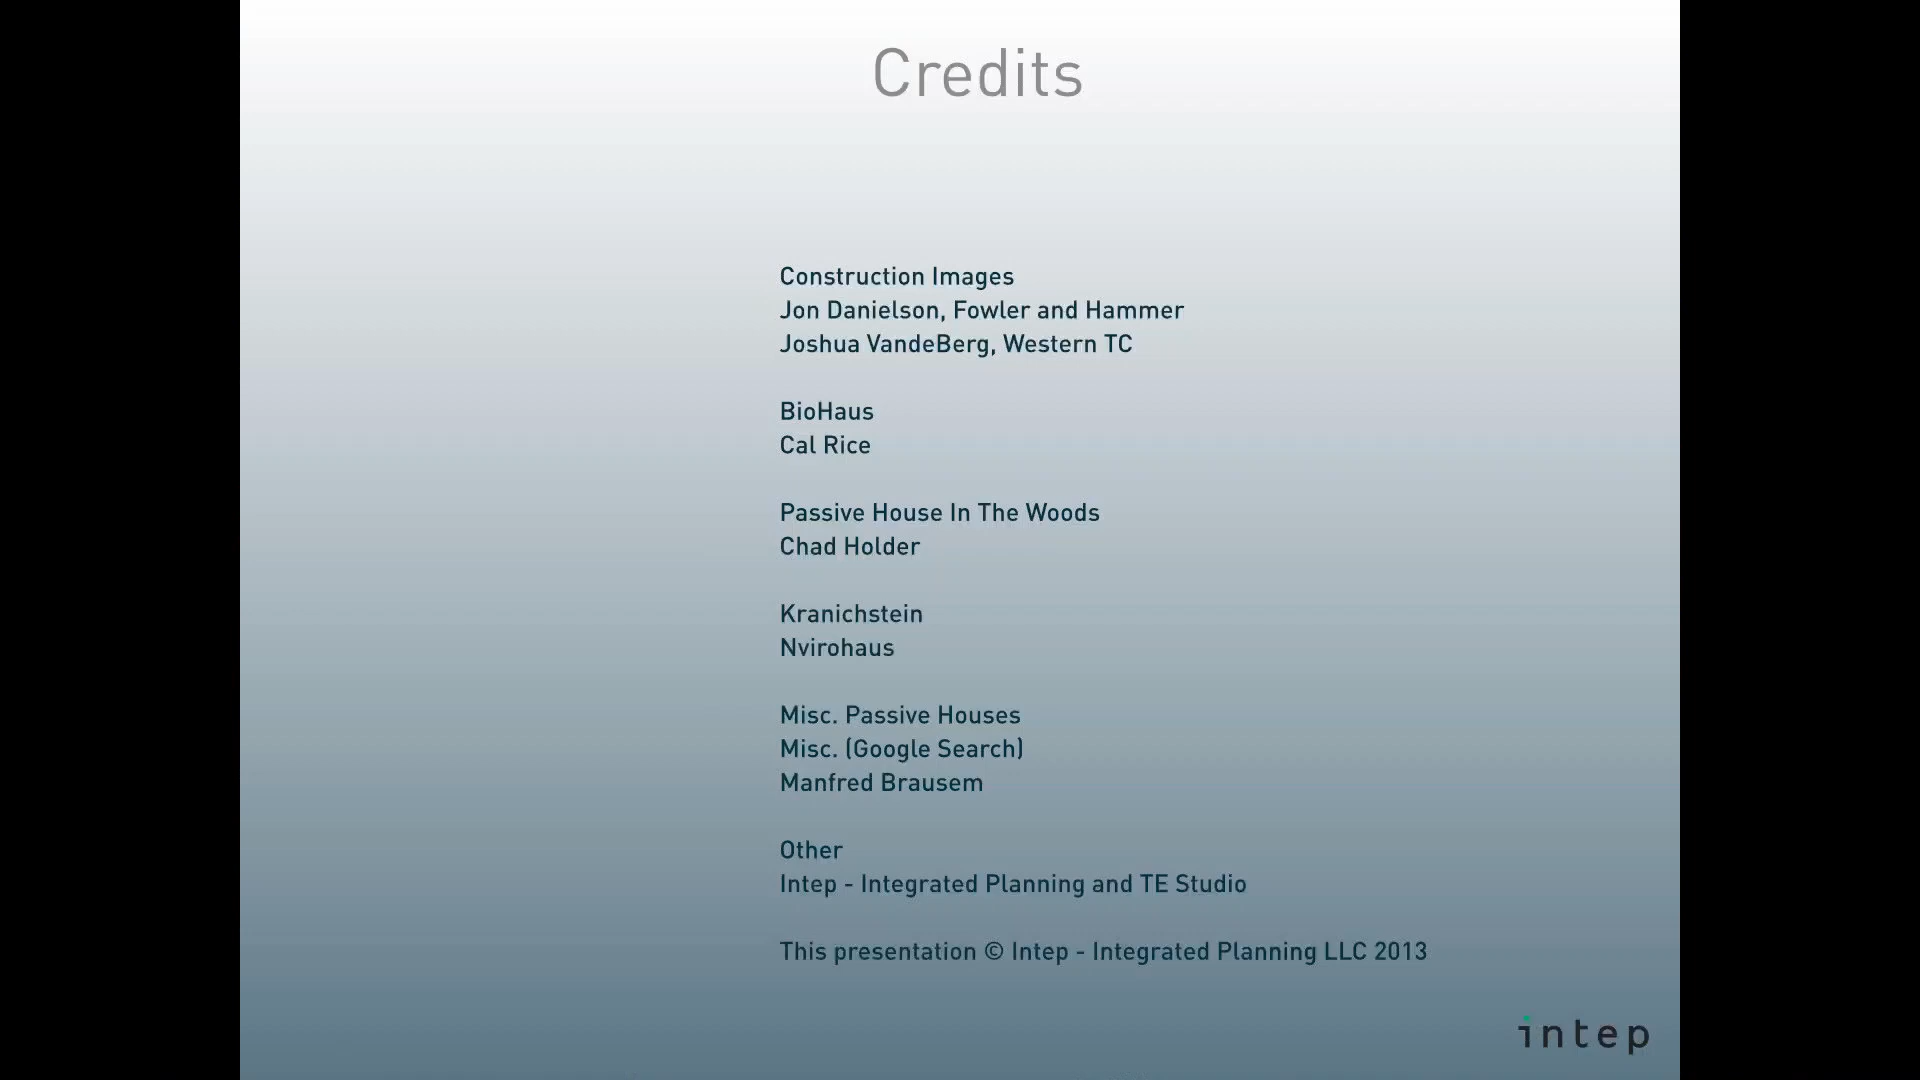 Credits
Construction Images
Jon Danielson, Fowler and Hammer
Joshua VandeBerg, Western TC
BioHaus
Cal Rice
Passive House In The Woods
Chad Holder
Kranichstein
Nvirohaus
Misc. Passive Houses
Misc. (Google Search)
Manfred Brausem
Other
Intep - Integrated Planning and TE Studio
This presentation © Intep - Integrated Planning LLC 2013
intep